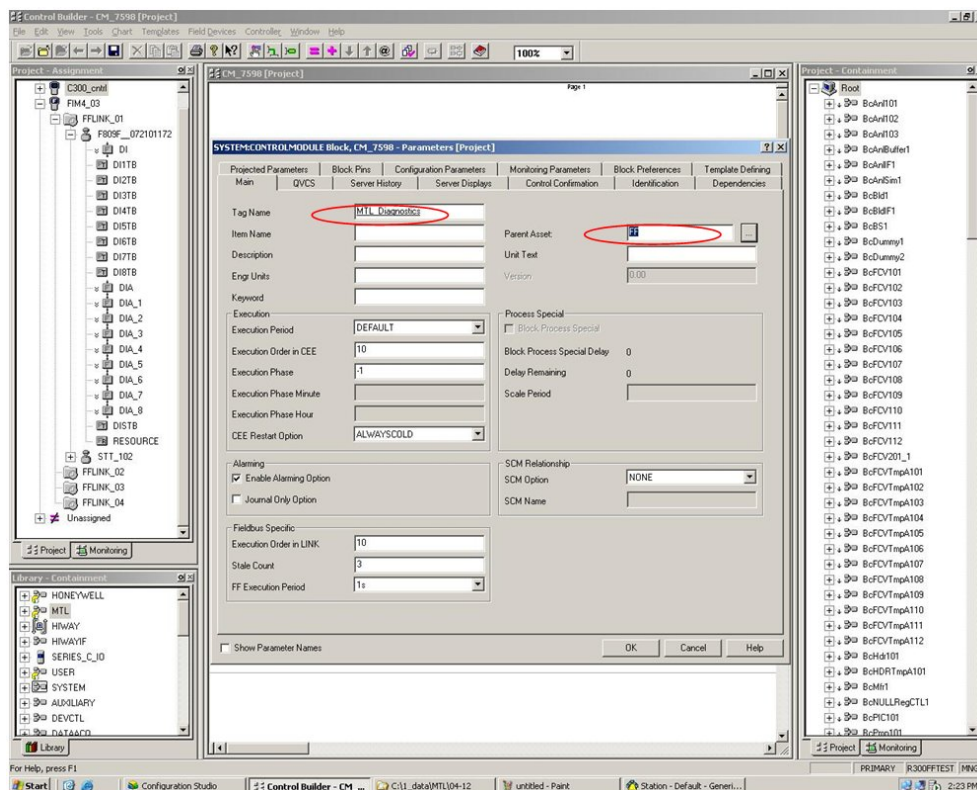 Control Builder - CM_7598 [Project]
File Edit View Tools Chart Templates Field Devices Controller Window Help
100%
Project - Assignment
C300_cntrl
FIM4_03
FFLINK_01
F809F__072101172
DI
DI1TB
DI2TB
DI3TB
DI4TB
DI5TB
DI6TB
DI7TB
DI8TB
DIA
DIA_1
DIA_2
DIA_3
DIA_4
DIA_5
DIA_6
DIA_7
DIA_8
DISTB
RESOURCE
STT_102
FFLINK_02
FFLINK_03
FFLINK_04
Unassigned
Project Monitoring
Library - Containment
HONEYWELL
MTL
HIWAY
HIWAYIF
SERIES_C_IO
USER
SYSTEM
AUXILIARY
DEVCTL
DATAACQ
Library
CM_7598 [Project]
Page 1
SYSTEM:CONTROLMODULE Block, CM_7598 - Parameters [Project]
Projected Parameters Block Pins Configuration Parameters Monitoring Parameters Block Preferences Template Defining
Main QVCS Server History Server Displays Control Confirmation Identification Dependencies
Tag Name MTL_Diagnostics
Item Name Parent Asset: FF ...
Description Unit Text
Engr Units Version 0.00
Keyword
Execution Process Special
Execution Period DEFAULT Block Process Special
Execution Order in CEE 10 Block Process Special Delay 0
Execution Phase -1 Delay Remaining 0
Execution Phase Minute Scale Period
Execution Phase Hour
CEE Restart Option ALWAYSCOLD
Alarming SCM Relationship
Enable Alarming Option SCM Option NONE
Journal Only Option SCM Name
Fieldbus Specific
Execution Order in LINK 10
Stale Count 3
FF Execution Period 1s
Show Parameter Names OK Cancel Help
Project - Containment
Root
BcAnl101
BcAnl102
BcAnl103
BcAnlBuffer1
BcAnlIF1
BcAnlSim1
BcBld1
BcBldIF1
BcBS1
BcDummy1
BcDummy2
BcFCV101
BcFCV102
BcFCV103
BcFCV104
BcFCV105
BcFCV106
BcFCV107
BcFCV108
BcFCV109
BcFCV110
BcFCV111
BcFCV112
BcFCV201_1
BcFCVTmpA101
BcFCVTmpA102
BcFCVTmpA103
BcFCVTmpA104
BcFCVTmpA105
BcFCVTmpA106
BcFCVTmpA107
BcFCVTmpA108
BcFCVTmpA109
BcFCVTmpA110
BcFCVTmpA111
BcFCVTmpA112
BcHdr101
BcHDRTmpA101
BcMfr1
BcNULLRegCTL1
BcPIC101
BcPmp101
Project Monitoring
For Help, press F1 PRIMARY R300FFTEST MNG
Start Configuration Studio Control Builder - CM_... C:\1_data\MTL\04-12 untitled - Paint Station - Default - Generi... 2:23 PM